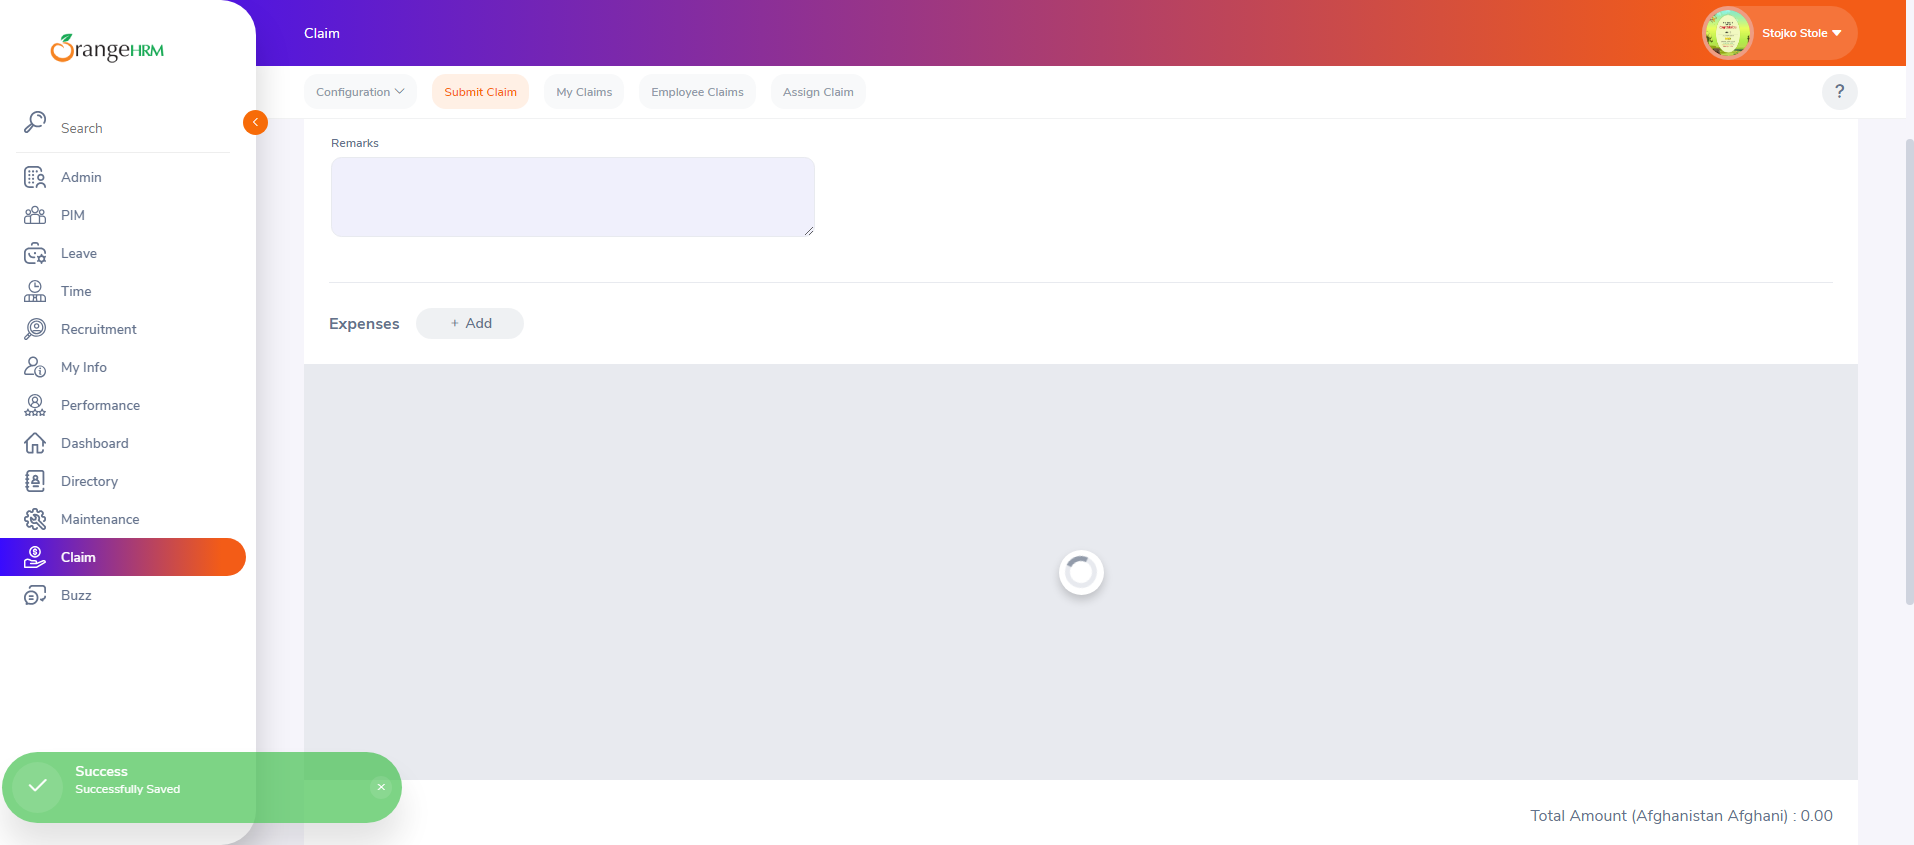 OrangeHRM
Search
Admin
PIM
Leave
Time
Recruitment
My Info
Performance
Dashboard
Directory
Maintenance
Claim
Buzz
Claim
Stojko Stole
Configuration
Submit Claim
My Claims
Employee Claims
Assign Claim
?
Remarks
Expenses
+ Add
Total Amount (Afghanistan Afghani) : 0.00
Success
Successfully Saved
×